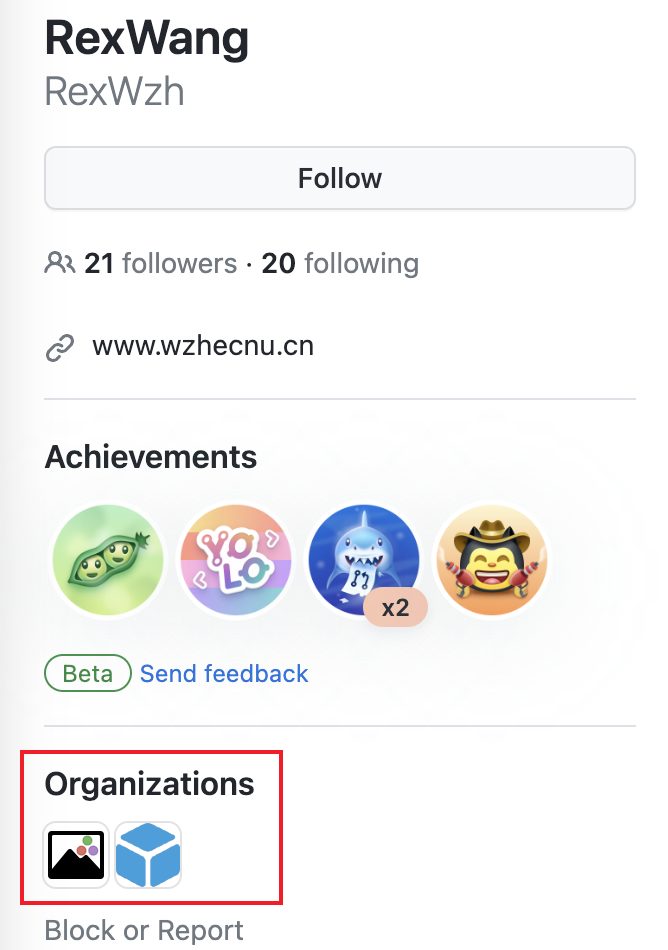 RexWang
RexWzh
Follow
21 followers · 20 following
www.wzhecnu.cn
Achievements
YOLO
x2
Beta Send feedback
Organizations
Block or Report